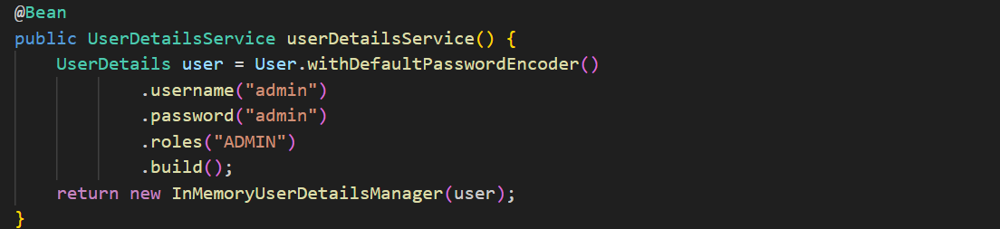 @Bean
public UserDetailsService userDetailsService() {
    UserDetails user = User.withDefaultPasswordEncoder()
            .username("admin")
            .password("admin")
            .roles("ADMIN")
            .build();
    return new InMemoryUserDetailsManager(user);
}